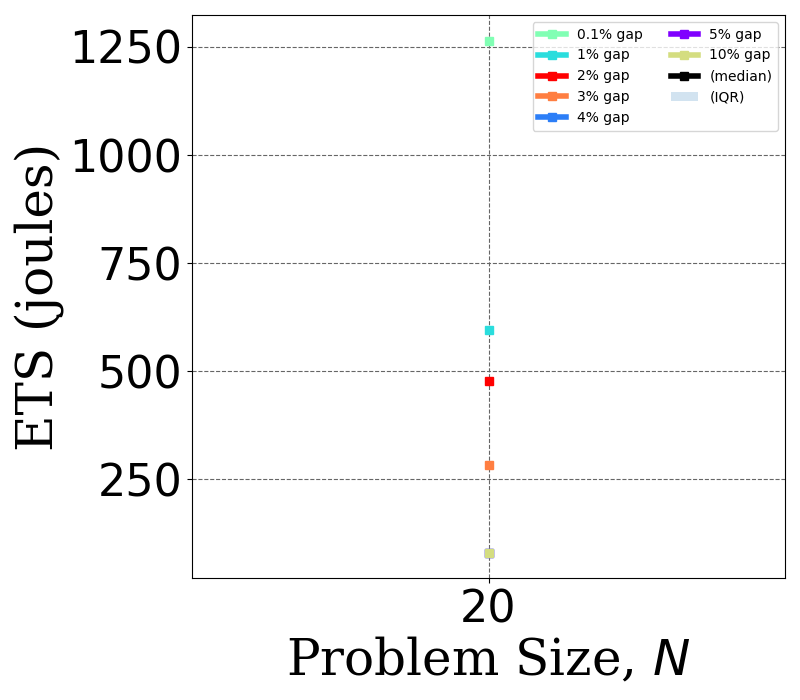 ETS (joules)
1250
1000
750
500
250
0.1% gap
1% gap
2% gap
3% gap
4% gap
5% gap
10% gap
(median)
(IQR)
20
Problem Size, N